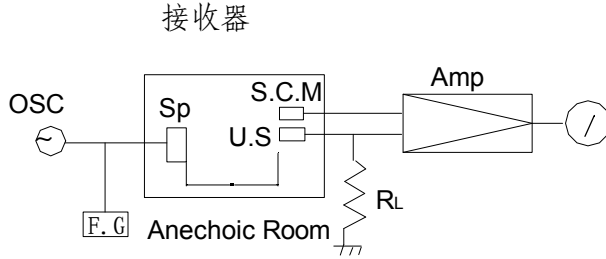 接收器
Amp
OSC
Sp
S.C.M
U.S
RL
F.G
Anechoic Room
~